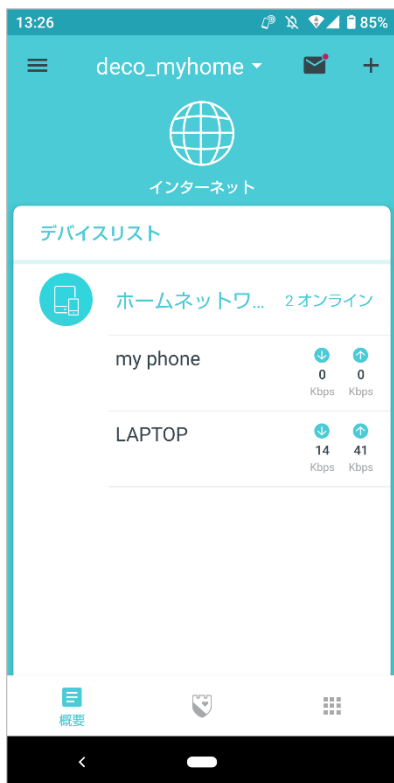 13:26 85%
deco_myhome
インターネット
デバイスリスト
ホームネットワ... 2 オンライン
my phone
0 0
Kbps Kbps
LAPTOP
14 41
Kbps Kbps
概要